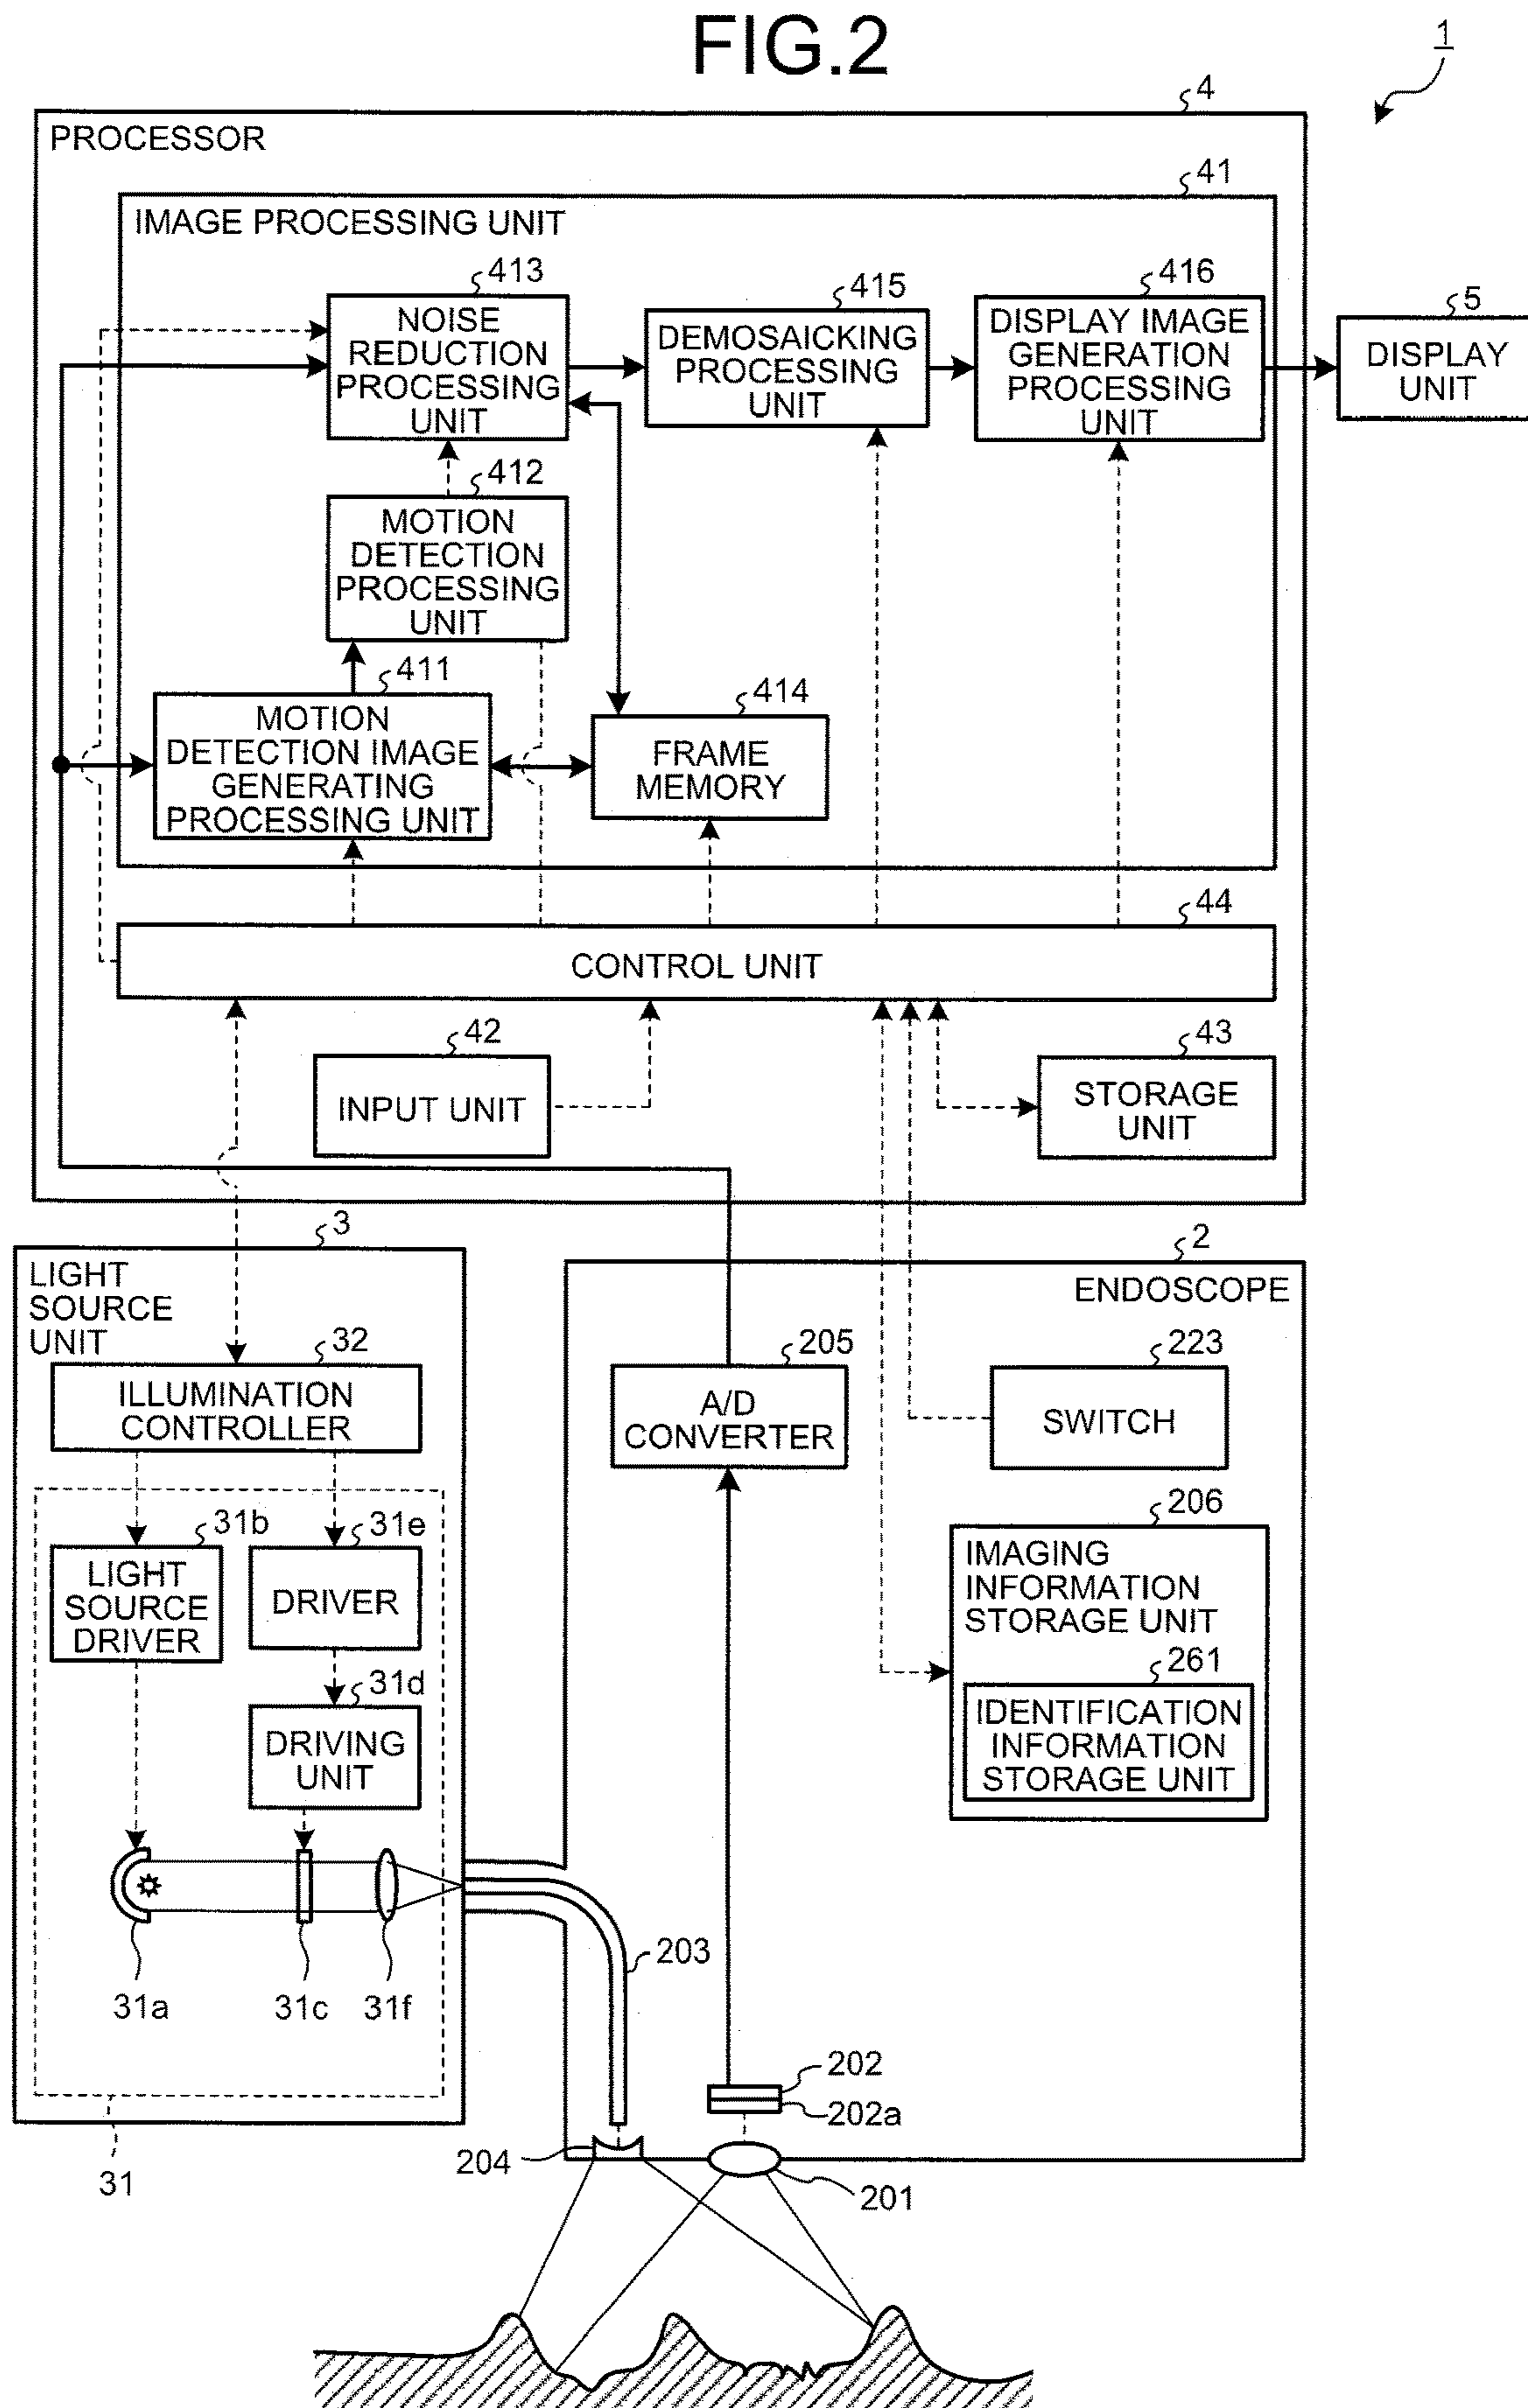 FIG.2
1
4
PROCESSOR
41
IMAGE PROCESSING UNIT
413
NOISE
REDUCTION
PROCESSING
UNIT
415
DEMOSAICKING
PROCESSING
UNIT
416
DISPLAY IMAGE
GENERATION
PROCESSING
UNIT
5
DISPLAY
UNIT
412
MOTION
DETECTION
PROCESSING
UNIT
411
MOTION
DETECTION IMAGE
GENERATING
PROCESSING UNIT
414
FRAME
MEMORY
44
CONTROL UNIT
42
INPUT UNIT
43
STORAGE
UNIT
3
LIGHT
SOURCE
UNIT
32
ILLUMINATION
CONTROLLER
31b
LIGHT
SOURCE
DRIVER
31e
DRIVER
31d
DRIVING
UNIT
31a
31c
31f
31
2
ENDOSCOPE
205
A/D
CONVERTER
223
SWITCH
206
IMAGING
INFORMATION
STORAGE UNIT
261
IDENTIFICATION
INFORMATION
STORAGE UNIT
203
202
202a
204
201